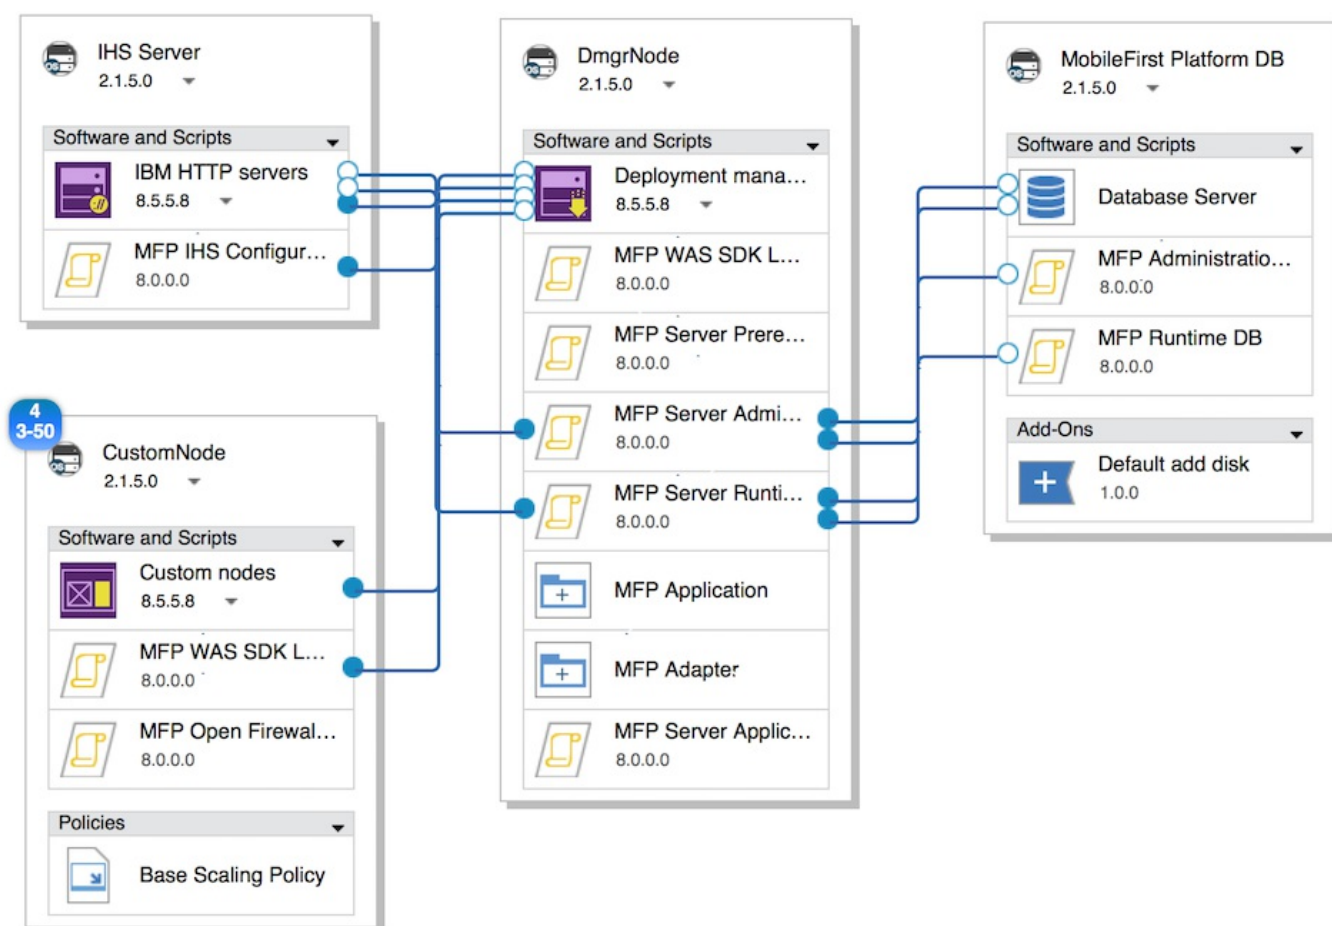 IHS Server
2.1.5.0
Software and Scripts
IBM HTTP servers
8.5.5.8
MFP IHS Configur...
8.0.0.0
4
3-50
CustomNode
2.1.5.0
Software and Scripts
Custom nodes
8.5.5.8
MFP WAS SDK L...
8.0.0.0
MFP Open Firewal...
8.0.0.0
Policies
Base Scaling Policy
DmgrNode
2.1.5.0
Software and Scripts
Deployment mana...
8.5.5.8
MFP WAS SDK L...
8.0.0.0
MFP Server Prere...
8.0.0.0
MFP Server Admi...
8.0.0.0
MFP Server Runti...
8.0.0.0
MFP Application
MFP Adapter
MFP Server Applic...
8.0.0.0
MobileFirst Platform DB
2.1.5.0
Software and Scripts
Database Server
MFP Administratio...
8.0.0.0
MFP Runtime DB
8.0.0.0
Add-Ons
Default add disk
1.0.0